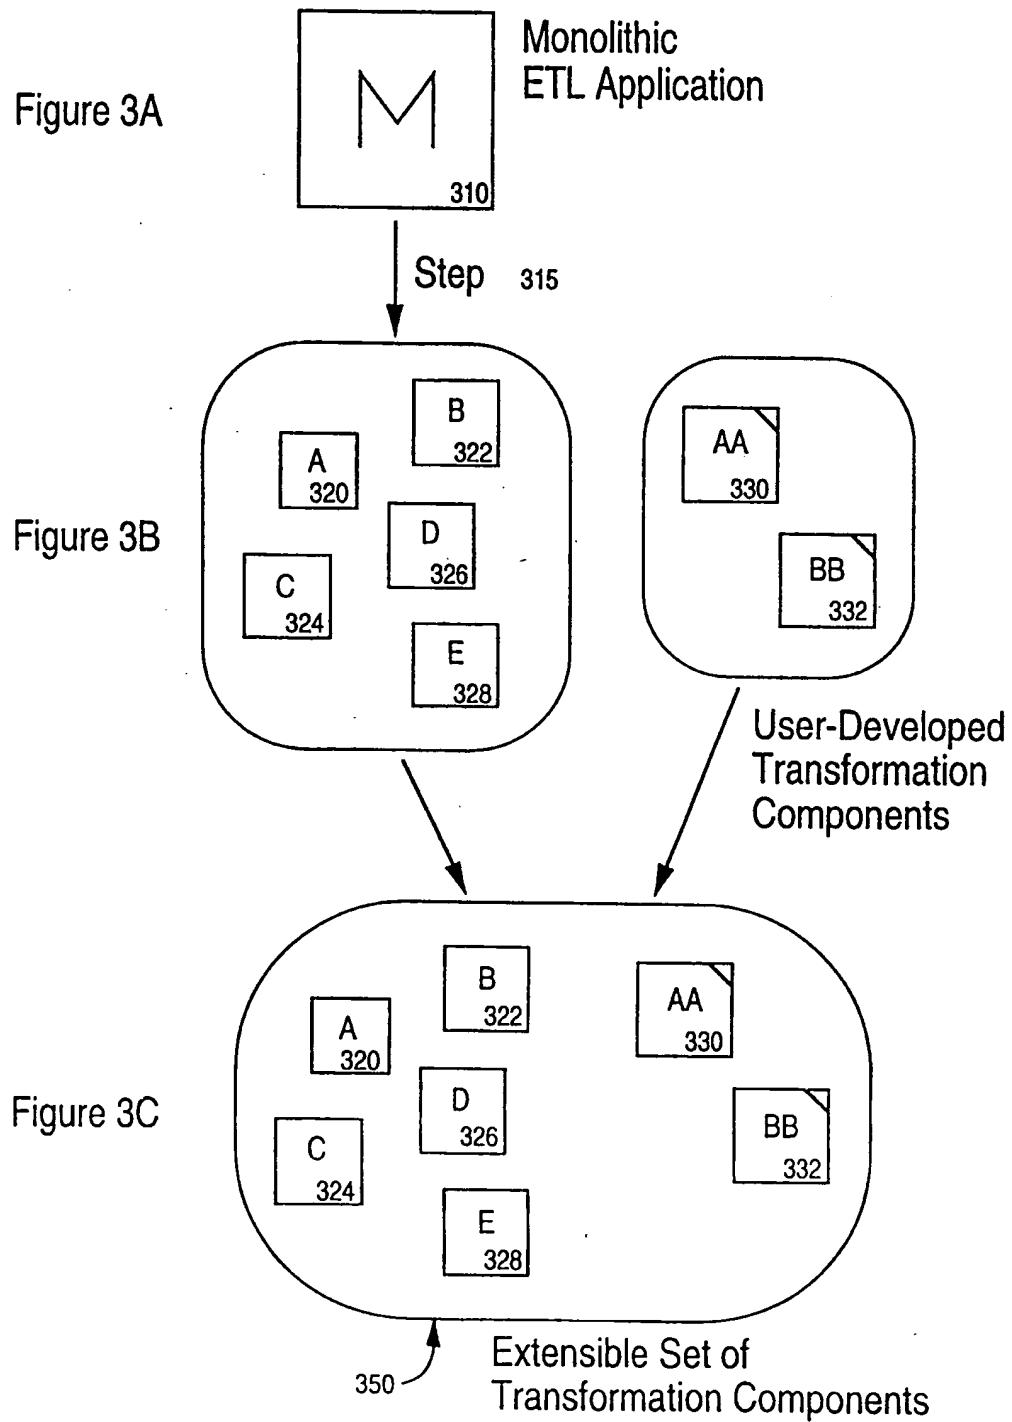 Monolithic
ETL Application
Figure 3A
M
310
Step 315
B
322
A
320
AA
330
Figure 3B
D
326
BB
332
C
324
E
328
User-Developed
Transformation
Components
B
322
AA
330
A
320
Figure 3C
D
326
BB
332
C
324
E
328
Extensible Set of
350
Transformation Components